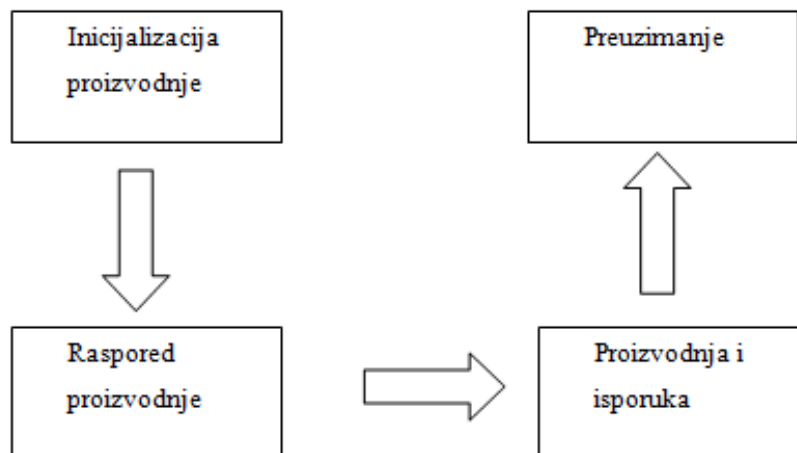 Inicijalizacija
proizvodnje
Preuzimanje
Raspored
proizvodnje
Proizvodnja i
isporuka